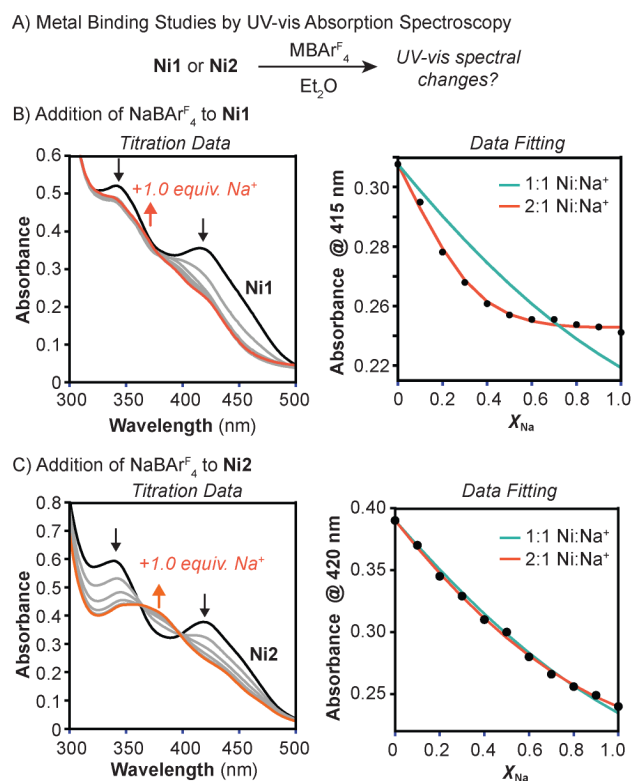 A) Metal Binding Studies by UV-vis Absorption Spectroscopy
Ni1 or Ni2
MBArF4
Et2O
UV-vis spectral
changes?
B) Addition of NaBArF4 to Ni1
Titration Data
Data Fitting
0.6
0.5
0.4
0.3
0.2
0.1
0
Absorbance
+1.0 equiv. Na+
Ni1
300
350
400
450
500
Wavelength (nm)
0.30
0.28
0.26
0.22
Absorbance @ 415 nm
1:1 Ni:Na+
2:1 Ni:Na+
0
0.2
0.4
0.6
0.8
1.0
χNa
C) Addition of NaBArF4 to Ni2
Titration Data
Data Fitting
0.8
0.7
0.6
0.5
0.4
0.3
0.2
0.1
0
Absorbance
+1.0 equiv. Na+
Ni2
300
350
400
450
500
Wavelength (nm)
0.40
0.35
0.30
0.25
Absorbance @ 420 nm
1:1 Ni:Na+
2:1 Ni:Na+
0
0.2
0.4
0.6
0.8
1.0
χNa